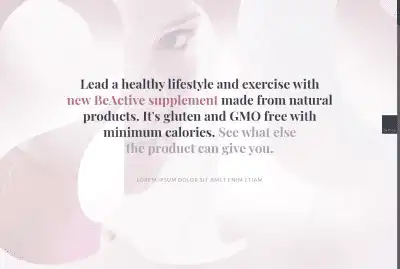 Lead a healthy lifestyle and exercise with
new BeActive supplement made from natural
products. It's gluten and GMO free with
minimum calories. See what else
the product can give you.
LOREM IPSUM DOLOR SIT AMET ENIM ETIAM